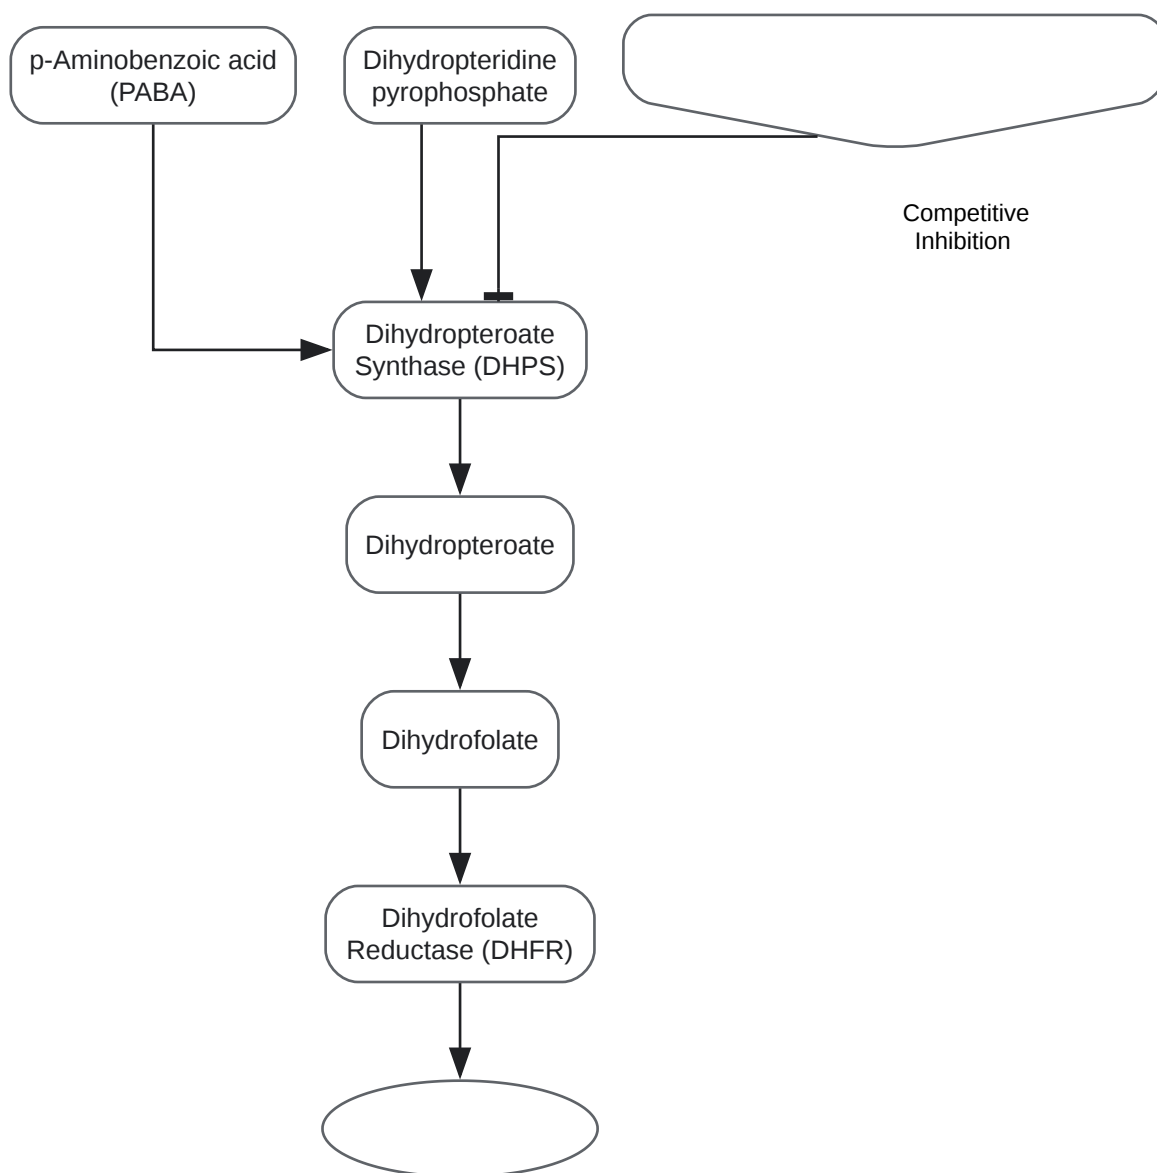 p-Aminobenzoic acid
(PABA)
Dihydropteridine
pyrophosphate
Competitive
Inhibition
Dihydropteroate
Synthase (DHPS)
Dihydropteroate
Dihydrofolate
Dihydrofolate
Reductase (DHFR)